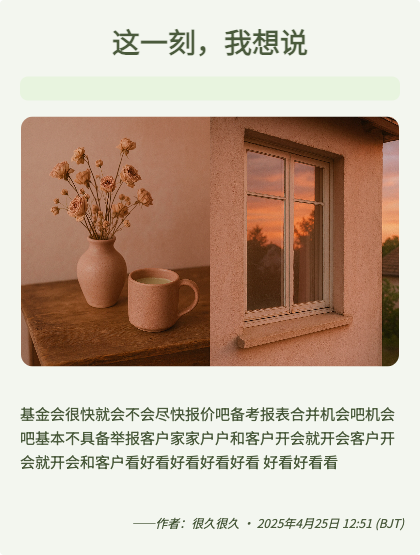 这一刻，我想说
基金会很快就会不会尽快报价吧备考报表合并机会吧机会
吧基本不具备举报客户家家户户和客户开会就开会客户开
会就开会和客户看好看好看好看好看 好看好看看
——作者：很久很久 · 2025年4月25日 12:51 (BJT)